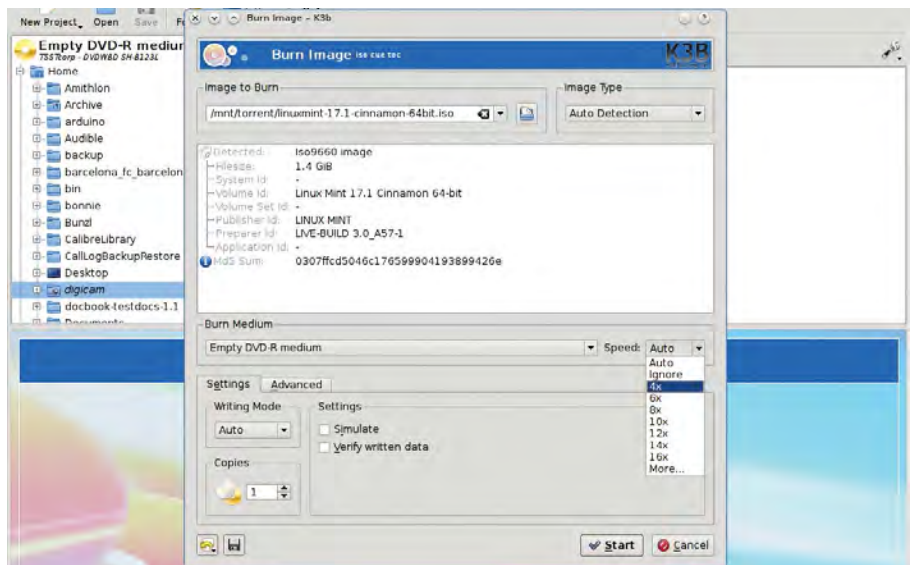 Burn Image – K3b
New Project Open Save
Empty DVD-R medium
TSSTcorp - DVDWBD SH-B123L
Home
Amithlon
Archive
arduino
Audible
backup
barcelona_fc_barcelon
bin
bonnie
Bunzl
CalibreLibrary
CallLogBackupRestore
Desktop
digicam
docbook-testdocs-1.1
Documents
Burn Image iso cue toc
K3B
Image to Burn
/mnt/torrent/linuxmint-17.1-cinnamon-64bit.iso
Image Type
Auto Detection
Detected: Iso9660 image
Filesize: 1.4 GiB
System Id: -
Volume Id: Linux Mint 17.1 Cinnamon 64-bit
Volume Set Id: -
Publisher Id: LINUX MINT
Preparer Id: LIVE-BUILD 3.0_A57-1
Application Id: -
Md5 Sum: 0307ffcd5046c176599904193899426e
Burn Medium
Empty DVD-R medium
Speed: Auto
Auto
Ignore
4x
6x
8x
10x
12x
14x
16x
More...
Settings Advanced
Writing Mode
Auto
Copies
1
Settings
Simulate
Verify written data
Start
Cancel